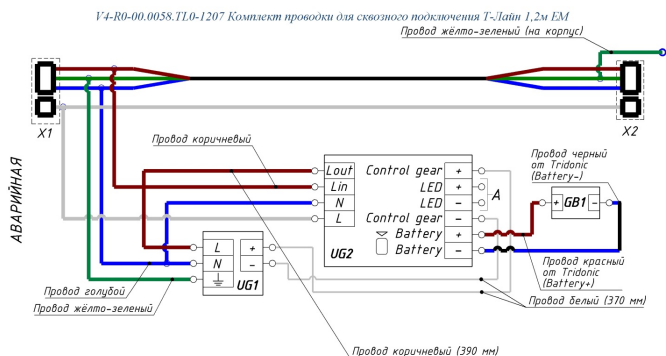 V4-R0-00.0058.TL0-1207 Комплект проводки для сквозного подключения Т-Лайн 1,2м ЕМ
Провод жёлто-зеленый (на корпус)
X1
X2
АВАРИЙНАЯ
Провод коричневый
Lout
Lin
N
L
Control gear +
LED +
LED −
Control gear −
Battery +
Battery −
UG2
A
Провод черный
от Tridonic
(Battery-)
+ GB1 −
Провод красный
от Tridonic
(Battery+)
L +
N −
UG1
Провод голубой
Провод жёлто-зеленый
Провод белый (370 мм)
Провод коричневый (390 мм)